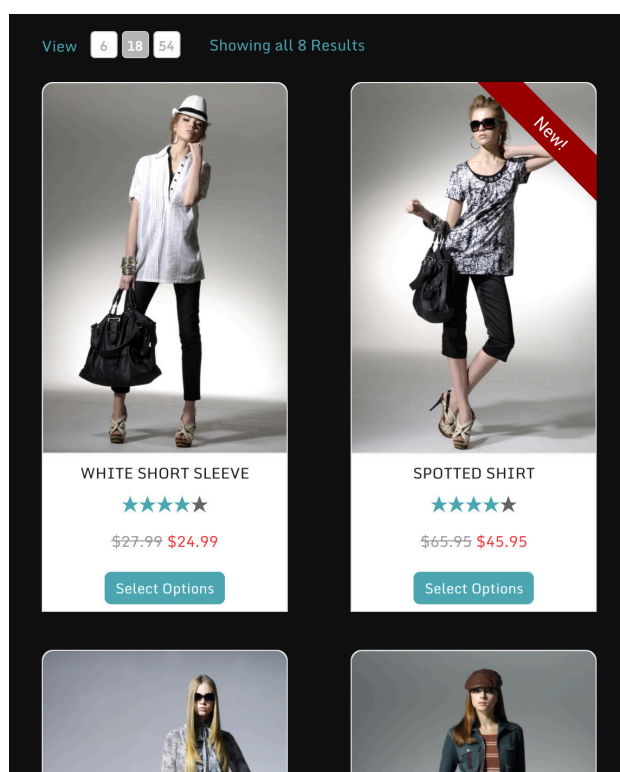 View 6 18 54 Showing all 8 Results
New!
WHITE SHORT SLEEVE
$27.99 $24.99
Select Options
SPOTTED SHIRT
$65.95 $45.95
Select Options